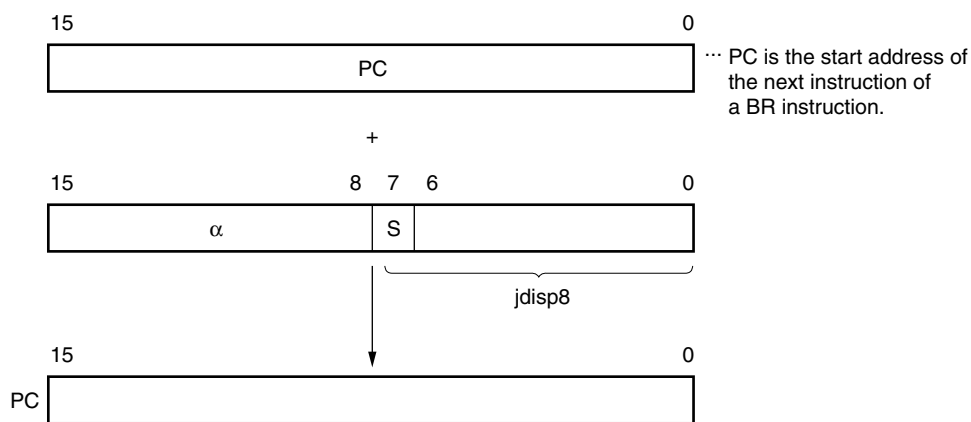 15 0
PC
... PC is the start address of
the next instruction of
a BR instruction.
+
15 8 7 6 0
α S
jdisp8
15 0
PC